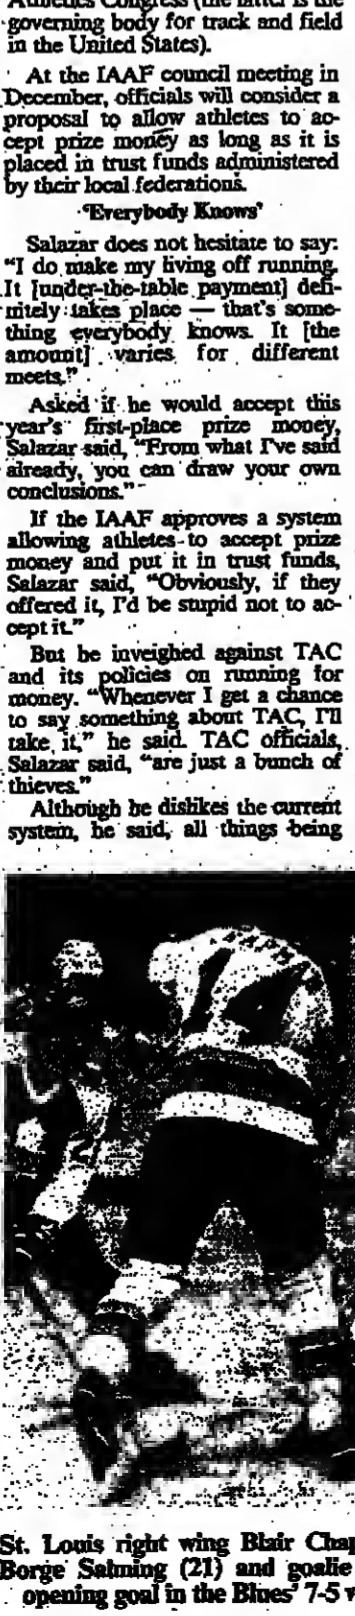 Athletics Congress (the latter is the
governing body for track and field
in the United States).
At the IAAF council meeting in
December, officials will consider a
proposal to allow athletes to ac-
cept prize money as long as it is
placed in trust funds administered
by their local federations.
‘Everybody Knows’
Salazar does not hesitate to say:
“I do make my living off running.
It [under-the-table payment] defi-
nitely takes place — that's some-
thing everybody knows. It [the
amount] varies for different
meets.”
Asked if he would accept this
year's first-place prize money,
Salazar said, “From what I've said
already, you can draw your own
conclusions.”
If the IAAF approves a system
allowing athletes to accept prize
money and put it in trust funds,
Salazar said, “Obviously, if they
offered it, I'd be stupid not to ac-
cept it.”
But he inveighed against TAC
and its policies on running for
money. “Whenever I get a chance
to say something about TAC, I'll
take it,” he said. TAC officials,
Salazar said, “are just a bunch of
thieves.”
Although he dislikes the current
system, he said, all things being
St. Louis right wing Blair Chap
Borge Salming (21) and goalie
opening goal in the Blues' 7-5